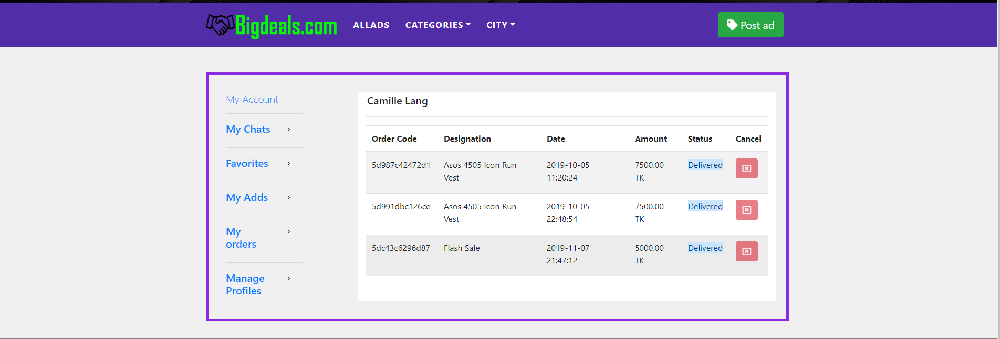 Bigdeals.com ALLADS CATEGORIES CITY Post ad
My Account
My Chats >
Favorites >
My Adds >
My >
orders
Manage >
Profiles
Camille Lang
Order Code Designation Date Amount Status Cancel
5d987c42472d1 Asos 4505 Icon Run 2019-10-05 7500.00 Delivered
Vest 11:20:24 TK
5d991dbc126ce Asos 4505 Icon Run 2019-10-05 7500.00 Delivered
Vest 22:48:54 TK
5dc43c6296d87 Flash Sale 2019-11-07 5000.00 Delivered
21:47:12 TK